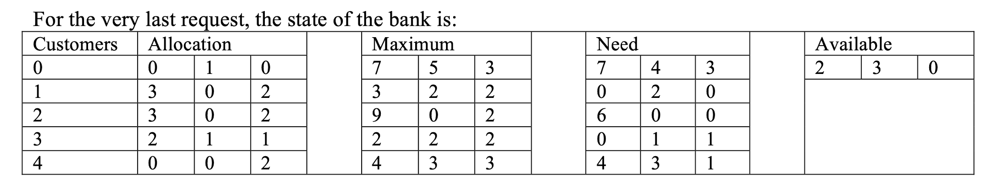 For the very last request, the state of the bank is:
Customers Allocation Maximum Need Available
0 0 1 0 7 5 3 7 4 3 2 3 0
1 3 0 2 3 2 2 0 2 0
2 3 0 2 9 0 2 6 0 0
3 2 1 1 2 2 2 0 1 1
4 0 0 2 4 3 3 4 3 1